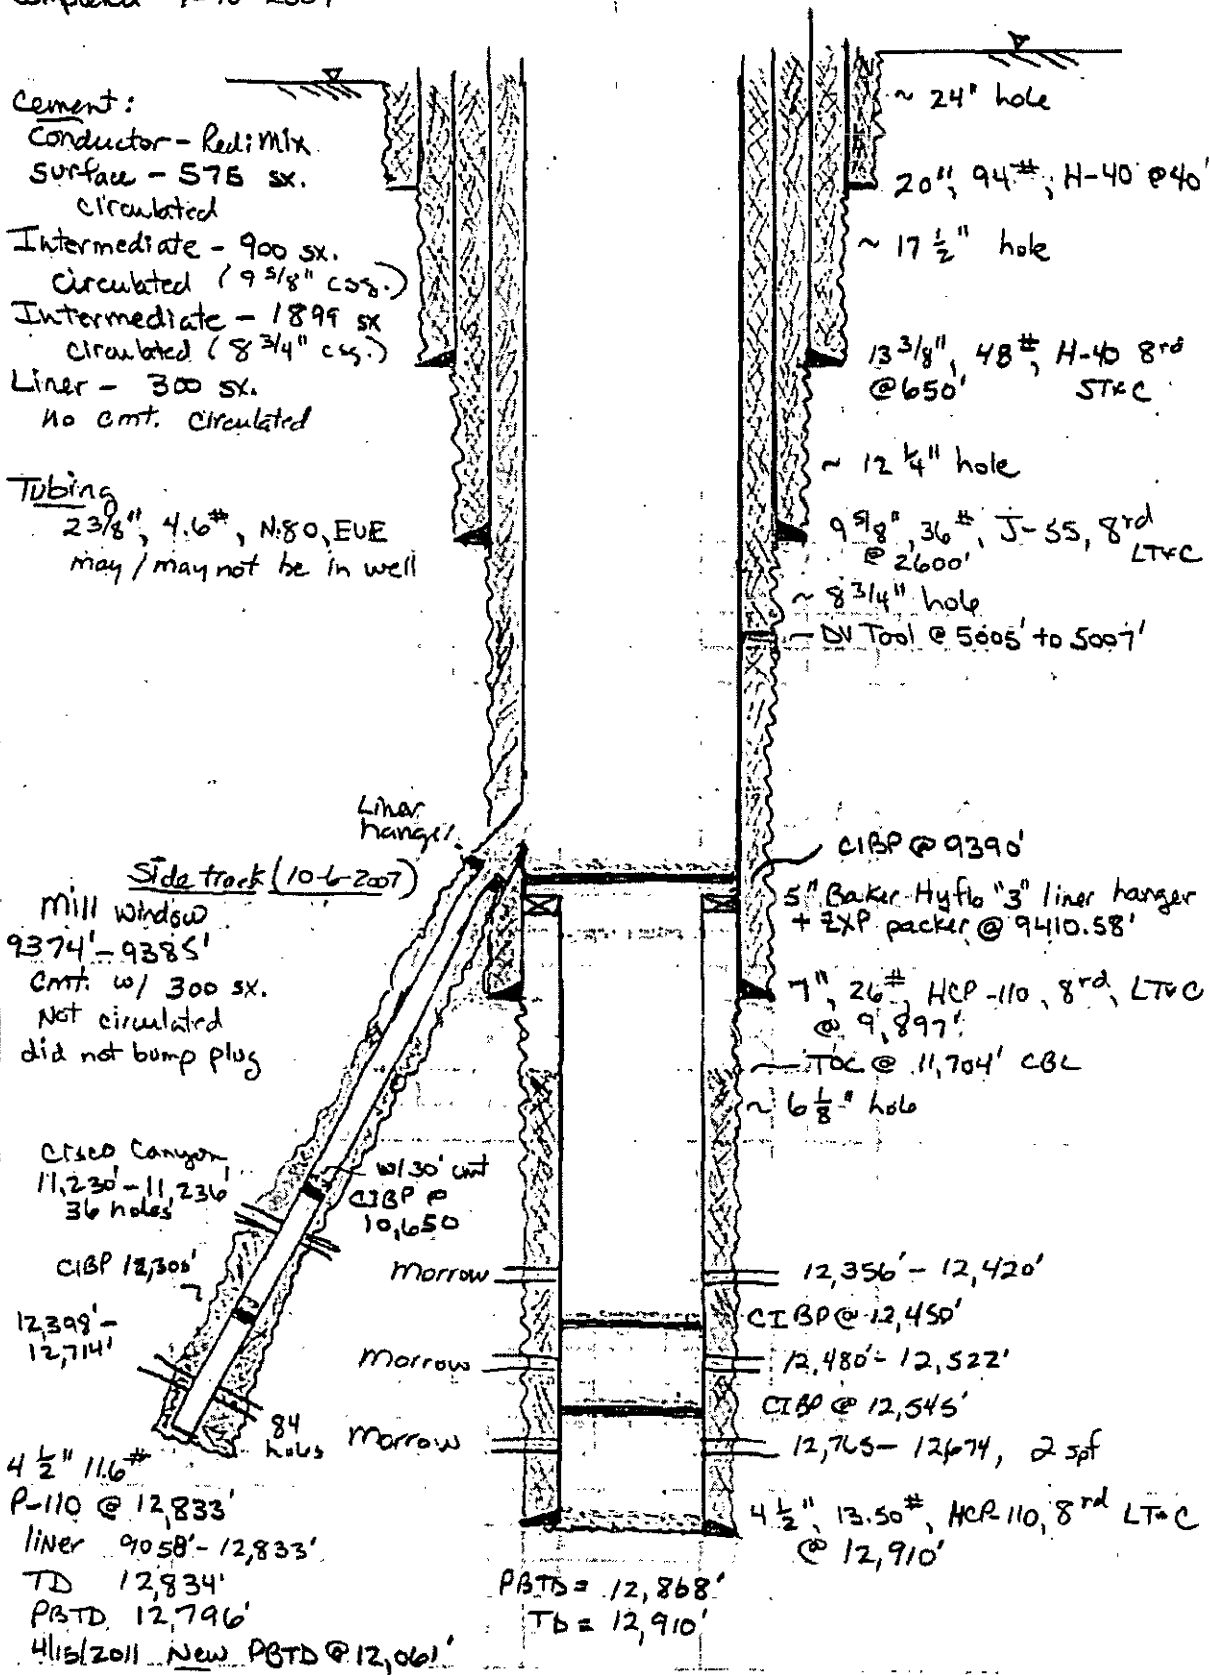 Cement:
Conductor - RediMix
Surface - 575 sx.
circulated
Intermediate - 900 sx.
circulated (9 5/8" csg.)
Intermediate - 1899 sx
circulated (8 3/4" csg.)
Liner - 300 sx.
No cmt. circulated
Tubing
2 3/8", 4.6#, N-80, EUE
may / may not be in well
~ 24" hole
20", 94#, H-40 @ 40'
~ 17 1/2" hole
13 3/8", 48#, H-40 8rd
@ 650' ST&C
~ 12 1/4" hole
9 5/8", 36#, J-55, 8rd
@ 2600' LT&C
~ 8 3/4" hole
DV Tool @ 5005' to 5007'
Liner
hanger
Side track (10-6-2007)
Mill window
9374' - 9385'
Cmt. w/ 300 sx.
Not circulated
did not bump plug
CIBP @ 9390'
5" Baker Hyflo "3" liner hanger
+ ZXP packer @ 9410.58'
7", 26#, HCP-110, 8rd, LT&C
@ 9,897'
TOC @ 11,704' CBL
~ 6 1/8" hole
Cisco Canyon
11,230' - 11,236'
36 holes
w/ 30' cmt
CIBP @
10,650
CIBP 12,300'
12,398' -
12,714'
84
holes
Morrow
12,356' - 12,420'
CIBP @ 12,450'
Morrow
12,480' - 12,522'
CIBP @ 12,545'
Morrow
12,765 - 12,674, 2 spf
4 1/2" 11.6#
P-110 @ 12,833'
liner 9058' - 12,833'
TD 12,834'
PBTD 12,796'
4/15/2011 New PBTD @ 12,061'
4 1/2", 13.50#, HCP-110, 8rd LT&C
@ 12,910'
PBTD = 12,868'
TD = 12,910'